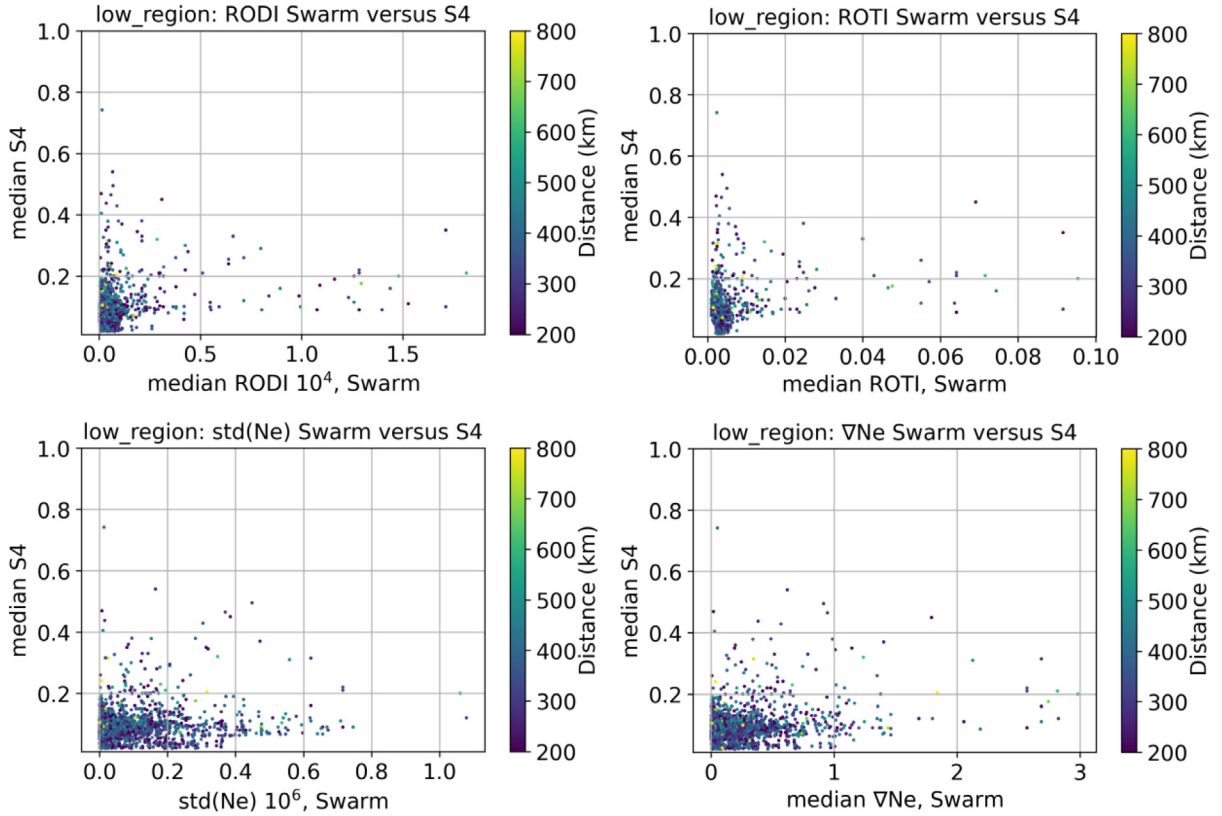 low_region: RODI Swarm versus S4
1.0
0.8
0.6
0.4
0.2
median S4
0.0 0.5 1.0 1.5
median RODI 10⁴, Swarm
800
700
600
500
400
300
200
Distance (km)
low_region: ROTI Swarm versus S4
1.0
0.8
0.6
0.4
0.2
median S4
0.00 0.02 0.04 0.06 0.08 0.10
median ROTI, Swarm
800
700
600
500
400
300
200
Distance (km)
low_region: std(Ne) Swarm versus S4
1.0
0.8
0.6
0.4
0.2
median S4
0.0 0.2 0.4 0.6 0.8 1.0
std(Ne) 10⁶, Swarm
800
700
600
500
400
300
200
Distance (km)
low_region: ∇Ne Swarm versus S4
1.0
0.8
0.6
0.4
0.2
median S4
0 1 2 3
median ∇Ne, Swarm
800
700
600
500
400
300
200
Distance (km)